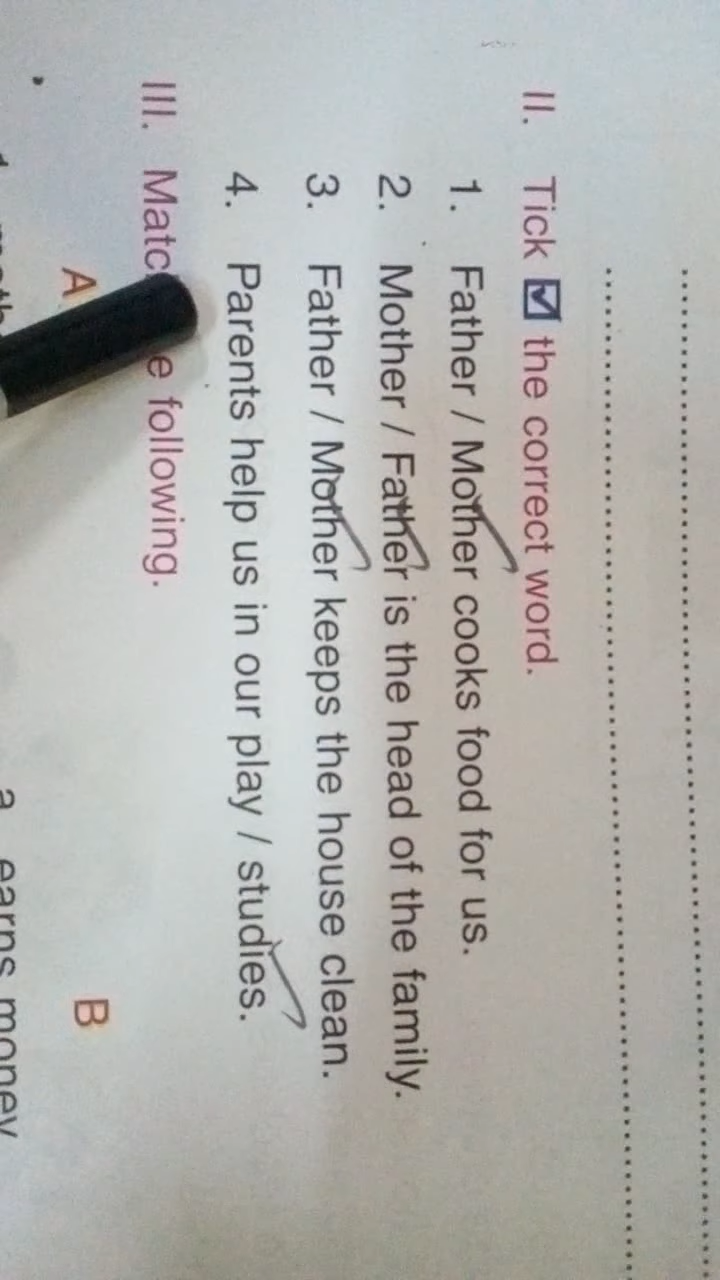 II. Tick ☑ the correct word.
1. Father / Mother cooks food for us.
2. Mother / Father is the head of the family.
3. Father / Mother keeps the house clean.
4. Parents help us in our play / studies.
III. following.
A B
a earns money